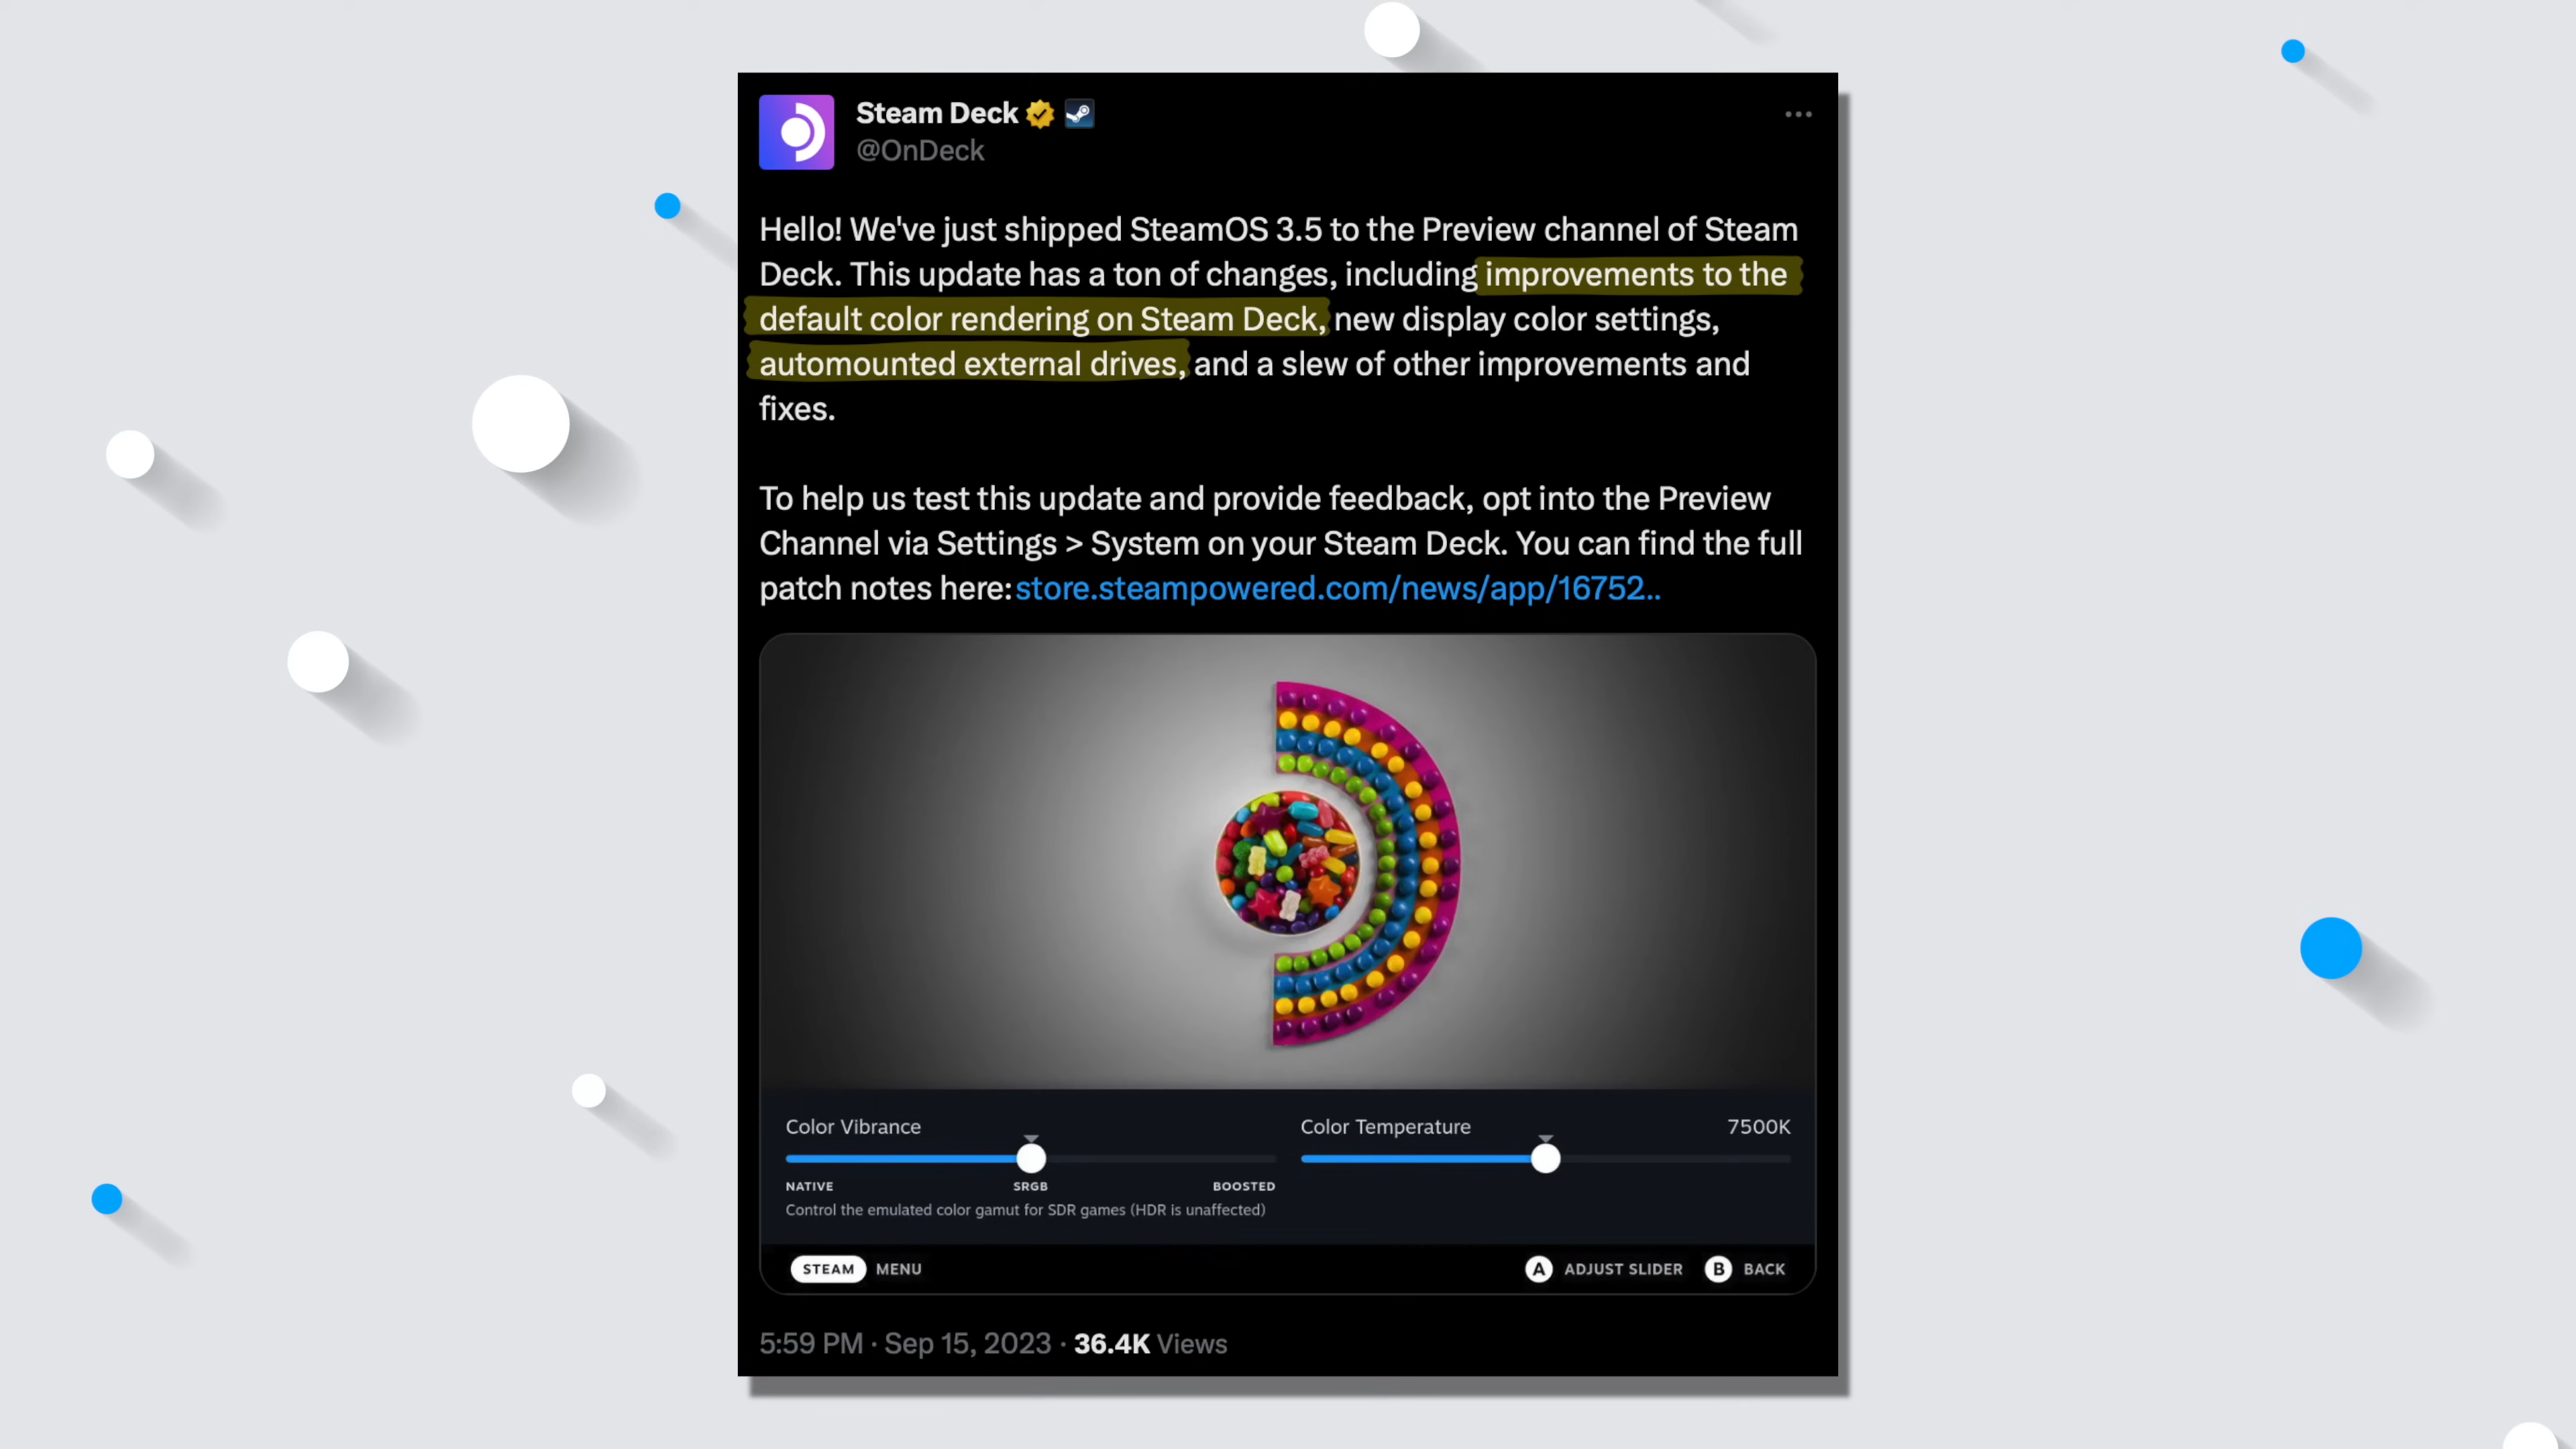 Steam Deck
@OnDeck
Hello! We've just shipped SteamOS 3.5 to the Preview channel of Steam
Deck. This update has a ton of changes, including improvements to the
default color rendering on Steam Deck, new display color settings,
automounted external drives, and a slew of other improvements and
fixes.
To help us test this update and provide feedback, opt into the Preview
Channel via Settings > System on your Steam Deck. You can find the full
patch notes here: store.steampowered.com/news/app/16752..
Color Vibrance
NATIVE SRGB BOOSTED
Control the emulated color gamut for SDR games (HDR is unaffected)
Color Temperature 7500K
STEAM MENU
A ADJUST SLIDER B BACK
5:59 PM · Sep 15, 2023 · 36.4K Views